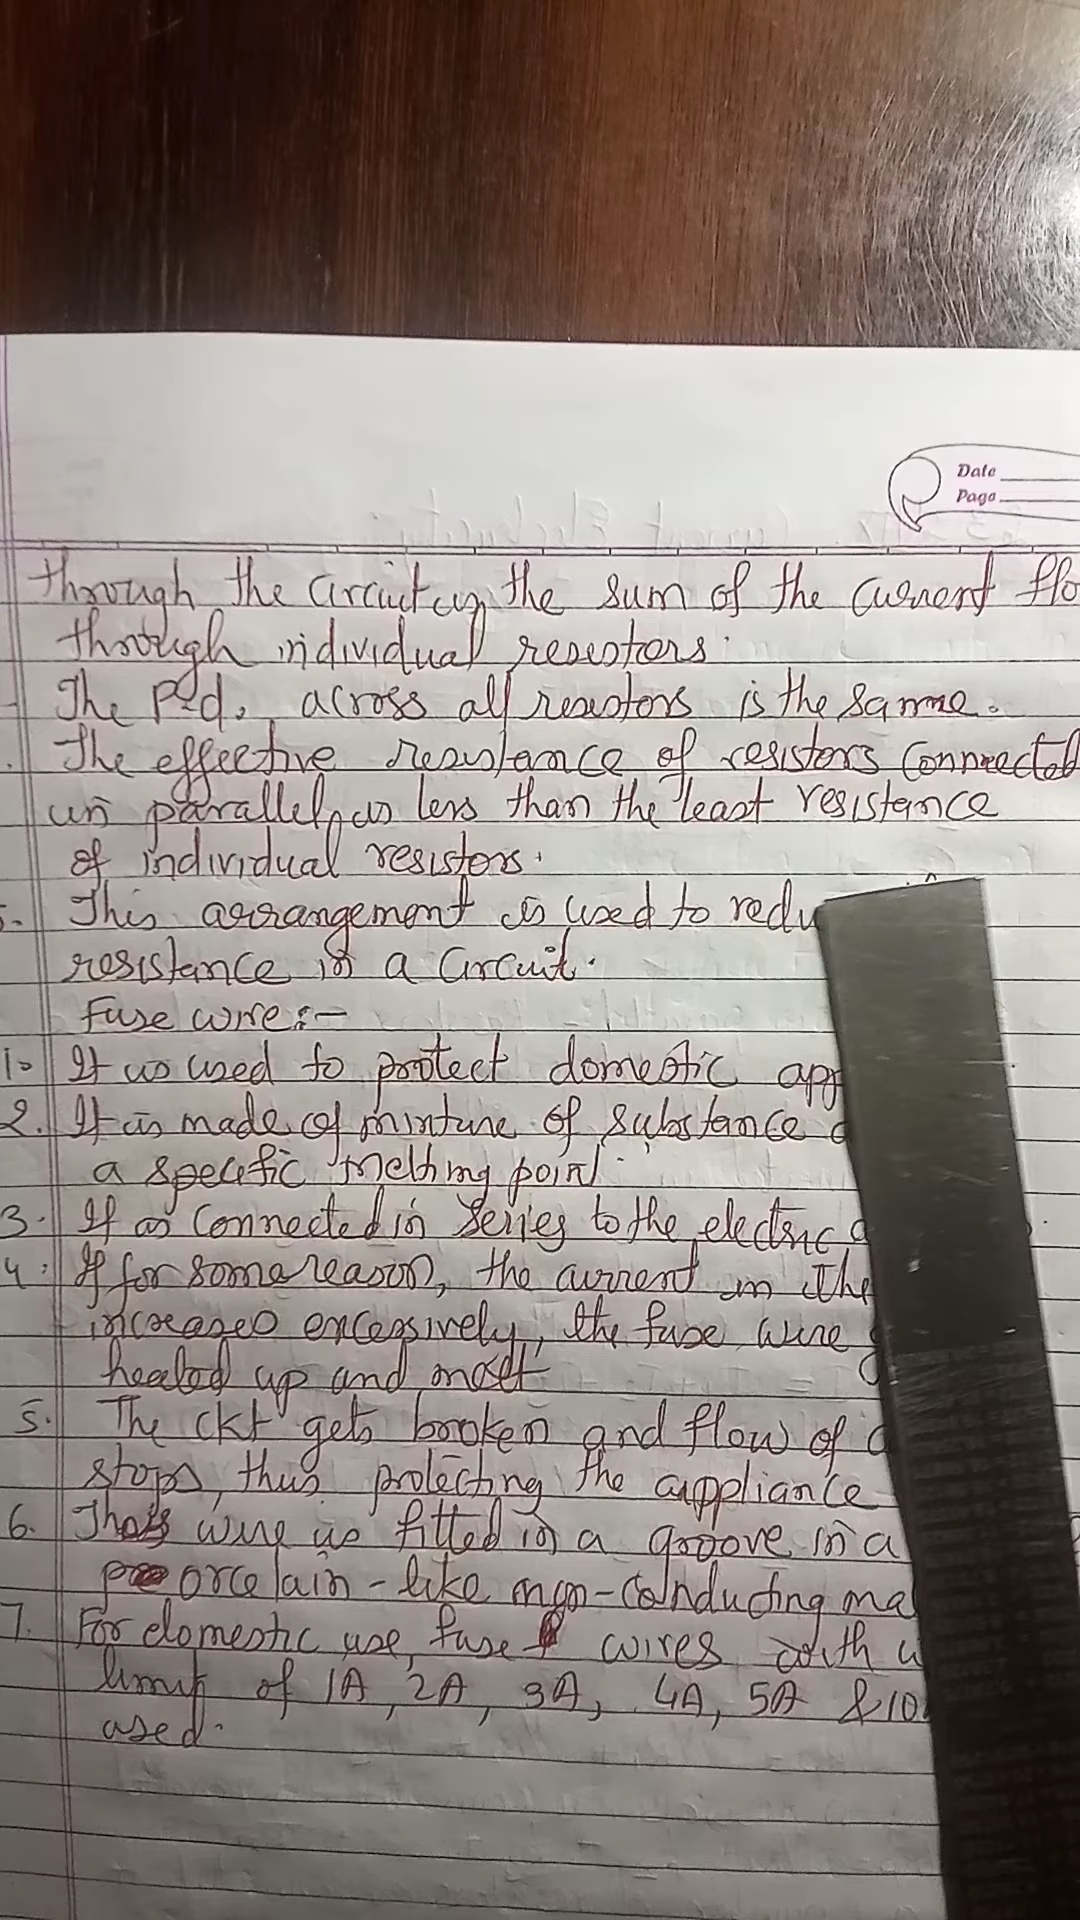 Date
Page
through the circuit is the sum of the current flo
through individual resistors.
The P.d. across all resistors is the same.
The effective resistance of resistors connected
in parallel is less than the least resistance
of individual resistors.
5. This arrangement is used to redu
resistance in a circuit.
Fuse wire :-
1. It is used to protect domestic app
2. It is made of mixture of substance
a specific melting point.
3. It is connected in series to the electric
4. If for some reason, the current in the
increased excessively, the fuse wire
heated up and melt
5. The ckt gets broken and flow of
stops, thus protecting the appliance
6. This wire is fitted in a groove in a
porcelain-like non-conducting ma
7. For domestic use, fuse wires with u
limit of 1A, 2A, 3A, 4A, 5A & 10
used.